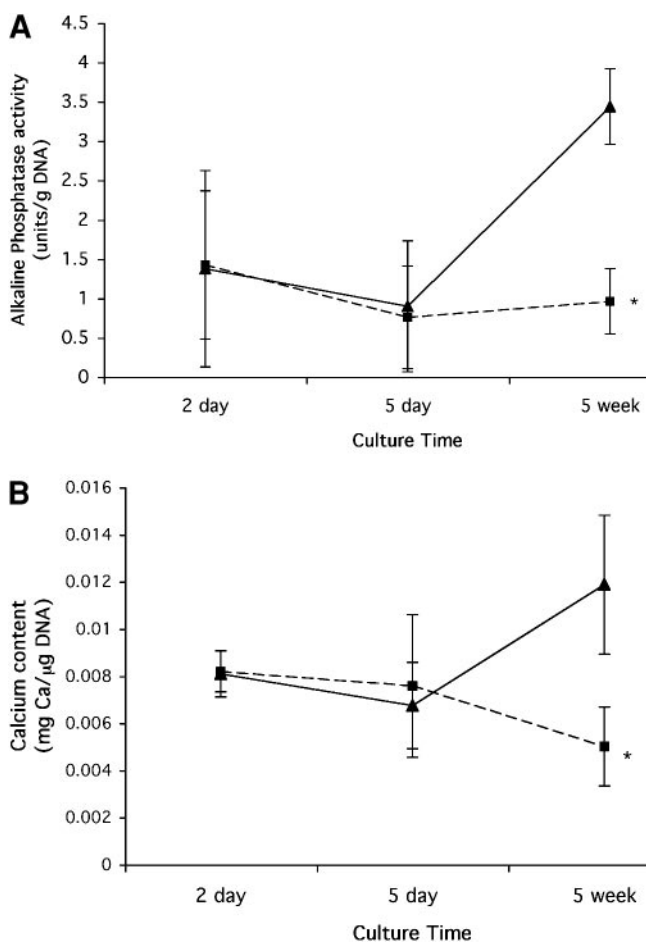 A
4.5
4
3.5
3
2.5
2
1.5
1
0.5
0
Alkaline Phosphatase activity
(units/g DNA)
*
2 day 5 day 5 week
Culture Time
B
0.016
0.014
0.012
0.01
0.008
0.006
0.004
0.002
0
Calcium content
(mg Ca/μg DNA)
*
2 day 5 day 5 week
Culture Time